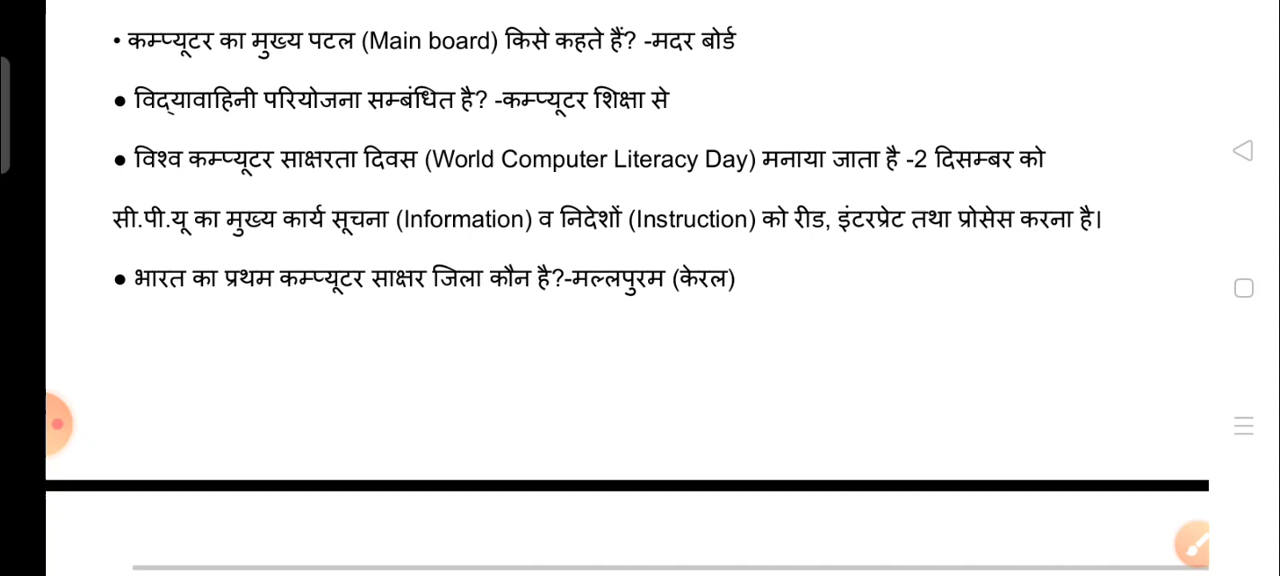 • कम्प्यूटर का मुख्य पटल (Main board) किसे कहते हैं? -मदर बोर्ड
● विद्यावाहिनी परियोजना सम्बंधित है? -कम्प्यूटर शिक्षा से
● विश्व कम्प्यूटर साक्षरता दिवस (World Computer Literacy Day) मनाया जाता है -2 दिसम्बर को
सी.पी.यू का मुख्य कार्य सूचना (Information) व निदेशों (Instruction) को रीड, इंटरप्रेट तथा प्रोसेस करना है।
● भारत का प्रथम कम्प्यूटर साक्षर जिला कौन है?-मल्लपुरम (केरल)